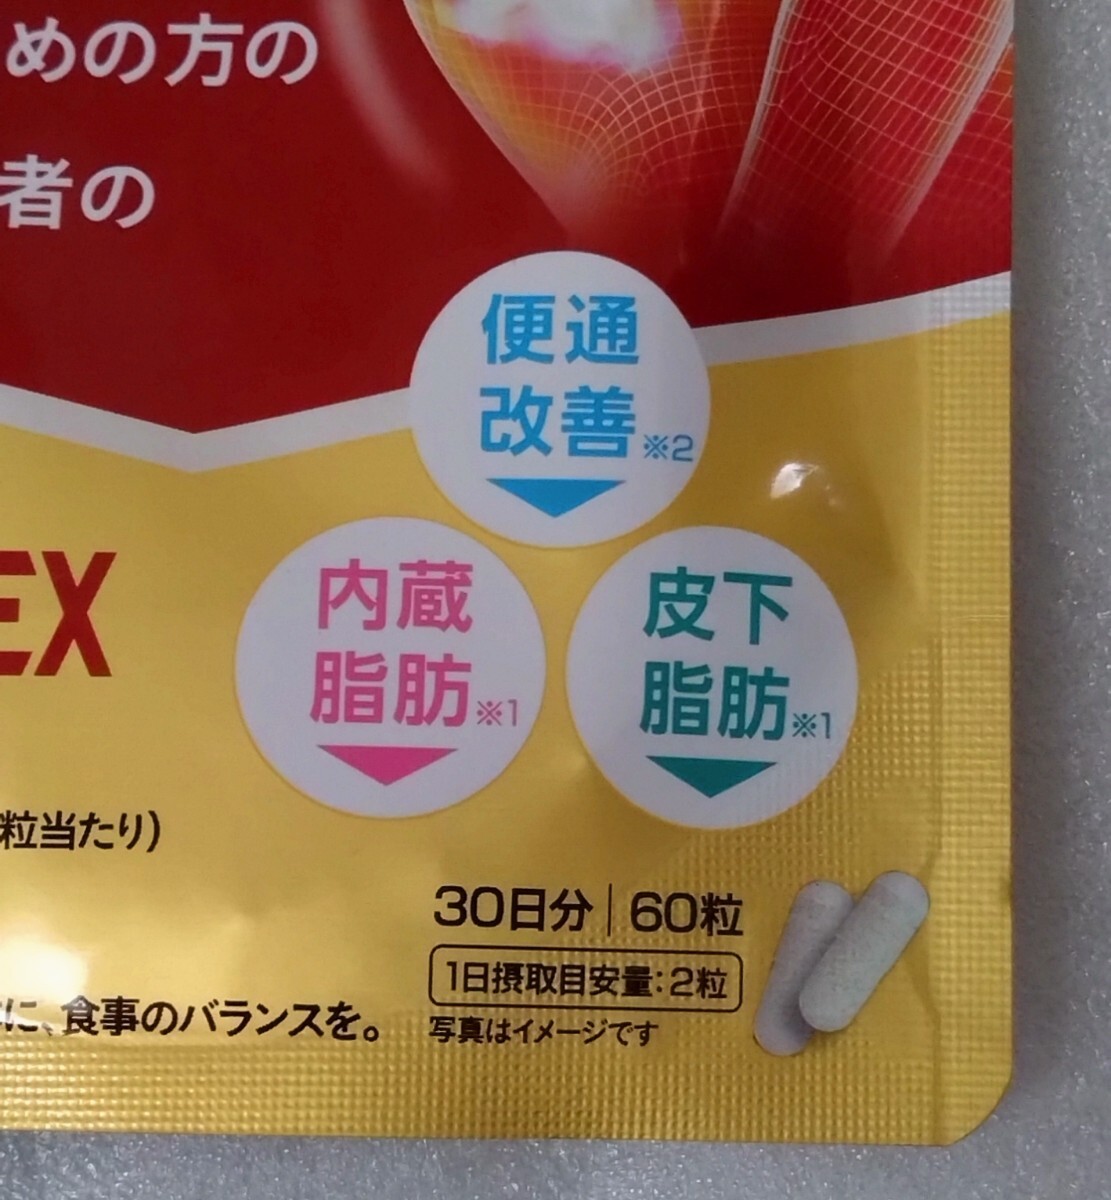 めの方の
者の
便通
改善※2
内蔵
脂肪※1
皮下
脂肪※1
EX
粒当たり)
30日分|60粒
1日摂取目安量:2粒
に、食事のバランスを。
写真はイメージです